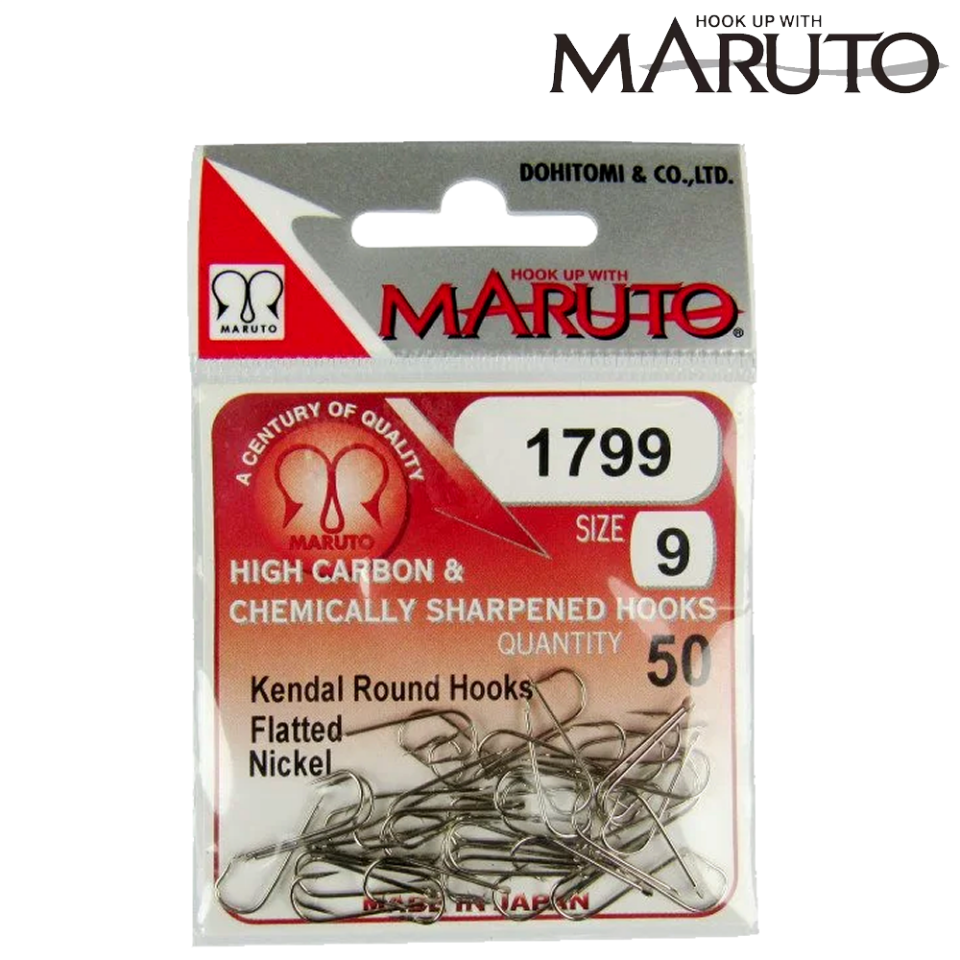 HOOK UP WITH
MARUTO
DOHITOMI & CO.,LTD.
HOOK UP WITH
MARUTO®
MARUTO
A CENTURY OF QUALITY
MARUTO
1799
SIZE 9
HIGH CARBON &
CHEMICALLY SHARPENED HOOKS
QUANTITY 50
Kendal Round Hooks
Flatted
Nickel
MADE IN JAPAN